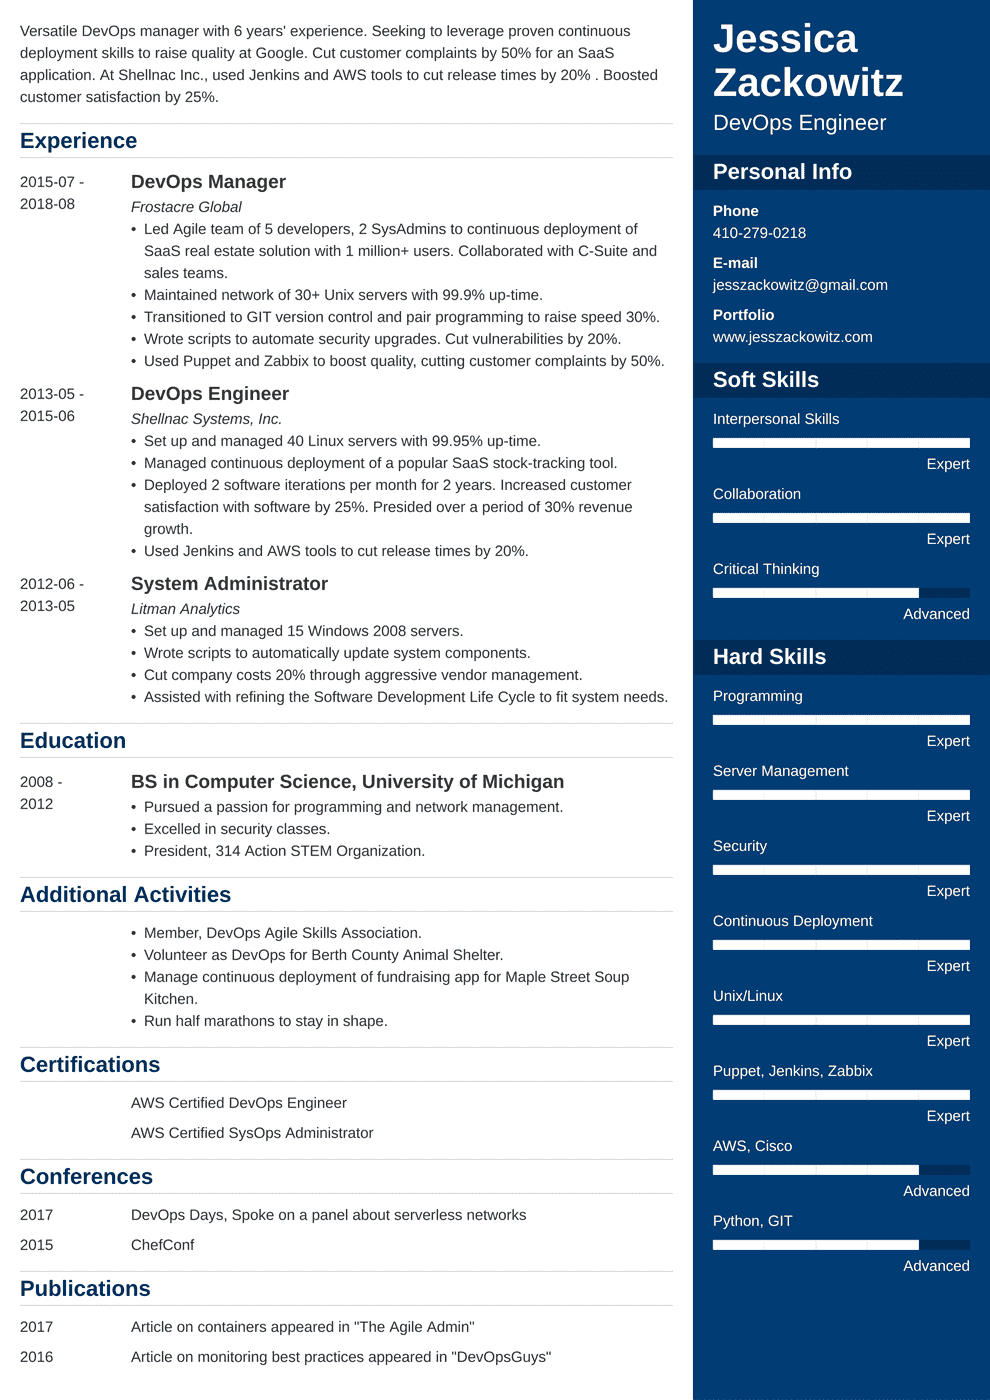 Versatile DevOps manager with 6 years' experience. Seeking to leverage proven continuous
deployment skills to raise quality at Google. Cut customer complaints by 50% for an SaaS
application. At Shellnac Inc., used Jenkins and AWS tools to cut release times by 20% . Boosted
customer satisfaction by 25%.
Experience
2015-07 -
2018-08
DevOps Manager
Frostacre Global
• Led Agile team of 5 developers, 2 SysAdmins to continuous deployment of
SaaS real estate solution with 1 million+ users. Collaborated with C-Suite and
sales teams.
• Maintained network of 30+ Unix servers with 99.9% up-time.
• Transitioned to GIT version control and pair programming to raise speed 30%.
• Wrote scripts to automate security upgrades. Cut vulnerabilities by 20%.
• Used Puppet and Zabbix to boost quality, cutting customer complaints by 50%.
2013-05 -
2015-06
DevOps Engineer
Shellnac Systems, Inc.
• Set up and managed 40 Linux servers with 99.95% up-time.
• Managed continuous deployment of a popular SaaS stock-tracking tool.
• Deployed 2 software iterations per month for 2 years. Increased customer
satisfaction with software by 25%. Presided over a period of 30% revenue
growth.
• Used Jenkins and AWS tools to cut release times by 20%.
2012-06 -
2013-05
System Administrator
Litman Analytics
• Set up and managed 15 Windows 2008 servers.
• Wrote scripts to automatically update system components.
• Cut company costs 20% through aggressive vendor management.
• Assisted with refining the Software Development Life Cycle to fit system needs.
Education
2008 -
2012
BS in Computer Science, University of Michigan
• Pursued a passion for programming and network management.
• Excelled in security classes.
• President, 314 Action STEM Organization.
Additional Activities
• Member, DevOps Agile Skills Association.
• Volunteer as DevOps for Berth County Animal Shelter.
• Manage continuous deployment of fundraising app for Maple Street Soup
Kitchen.
• Run half marathons to stay in shape.
Certifications
AWS Certified DevOps Engineer
AWS Certified SysOps Administrator
Conferences
2017 DevOps Days, Spoke on a panel about serverless networks
2015 ChefConf
Publications
2017 Article on containers appeared in "The Agile Admin"
2016 Article on monitoring best practices appeared in "DevOpsGuys"
Jessica
Zackowitz
DevOps Engineer
Personal Info
Phone
410-279-0218
E-mail
jesszackowitz@gmail.com
Portfolio
www.jesszackowitz.com
Soft Skills
Interpersonal Skills
Expert
Collaboration
Expert
Critical Thinking
Advanced
Hard Skills
Programming
Expert
Server Management
Expert
Security
Expert
Continuous Deployment
Expert
Unix/Linux
Expert
Puppet, Jenkins, Zabbix
Expert
AWS, Cisco
Advanced
Python, GIT
Advanced